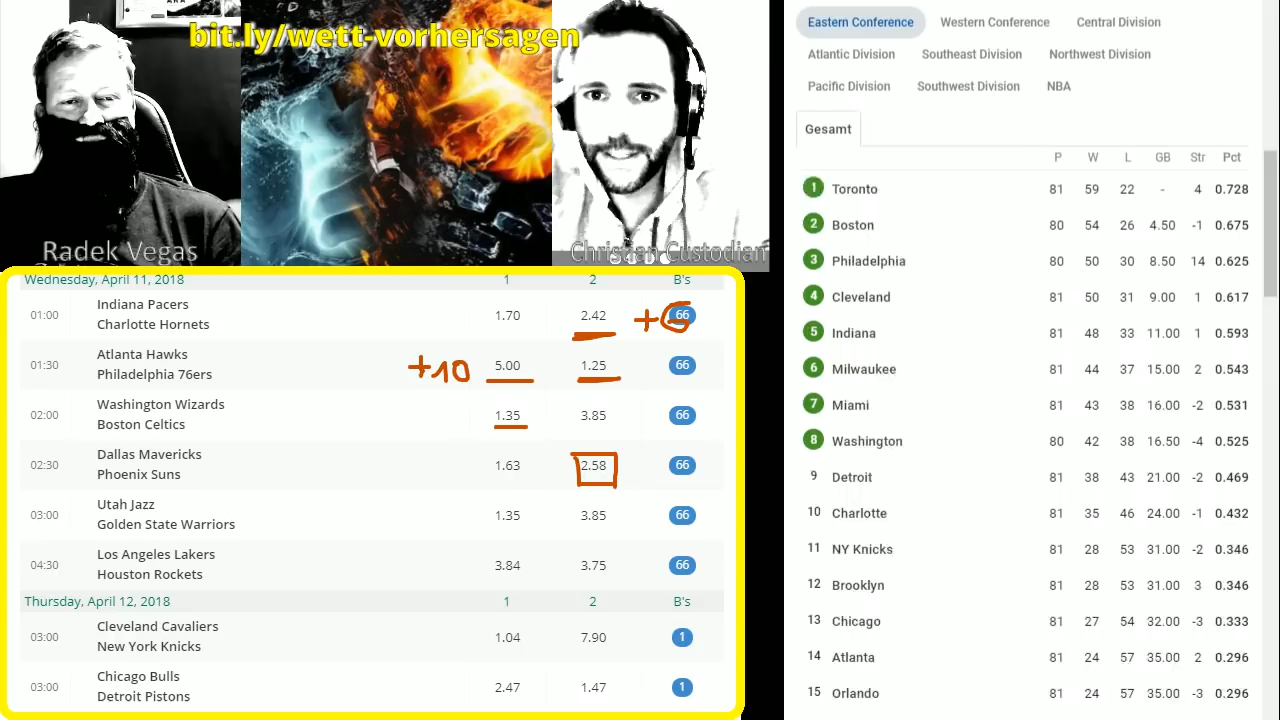 bit.ly/wett-vorhersagen
Radek Vegas
Christian Custodian
Wednesday, April 11, 2018 1 2 B's
01:00 Indiana Pacers
Charlotte Hornets 1.70 2.42 66
+6
01:30 Atlanta Hawks
Philadelphia 76ers 5.00 1.25 66
+10
02:00 Washington Wizards
Boston Celtics 1.35 3.85 66
02:30 Dallas Mavericks
Phoenix Suns 1.63 2.58 66
03:00 Utah Jazz
Golden State Warriors 1.35 3.85 66
04:30 Los Angeles Lakers
Houston Rockets 3.84 3.75 66
Thursday, April 12, 2018 1 2 B's
03:00 Cleveland Cavaliers
New York Knicks 1.04 7.90 1
03:00 Chicago Bulls
Detroit Pistons 2.47 1.47 1
Eastern Conference Western Conference Central Division
Atlantic Division Southeast Division Northwest Division
Pacific Division Southwest Division NBA
Gesamt
P W L GB Str Pct
1 Toronto 81 59 22 - 4 0.728
2 Boston 80 54 26 4.50 -1 0.675
3 Philadelphia 80 50 30 8.50 14 0.625
4 Cleveland 81 50 31 9.00 1 0.617
5 Indiana 81 48 33 11.00 1 0.593
6 Milwaukee 81 44 37 15.00 2 0.543
7 Miami 81 43 38 16.00 -2 0.531
8 Washington 80 42 38 16.50 -4 0.525
9 Detroit 81 38 43 21.00 -2 0.469
10 Charlotte 81 35 46 24.00 -1 0.432
11 NY Knicks 81 28 53 31.00 -2 0.346
12 Brooklyn 81 28 53 31.00 3 0.346
13 Chicago 81 27 54 32.00 -3 0.333
14 Atlanta 81 24 57 35.00 2 0.296
15 Orlando 81 24 57 35.00 -3 0.296